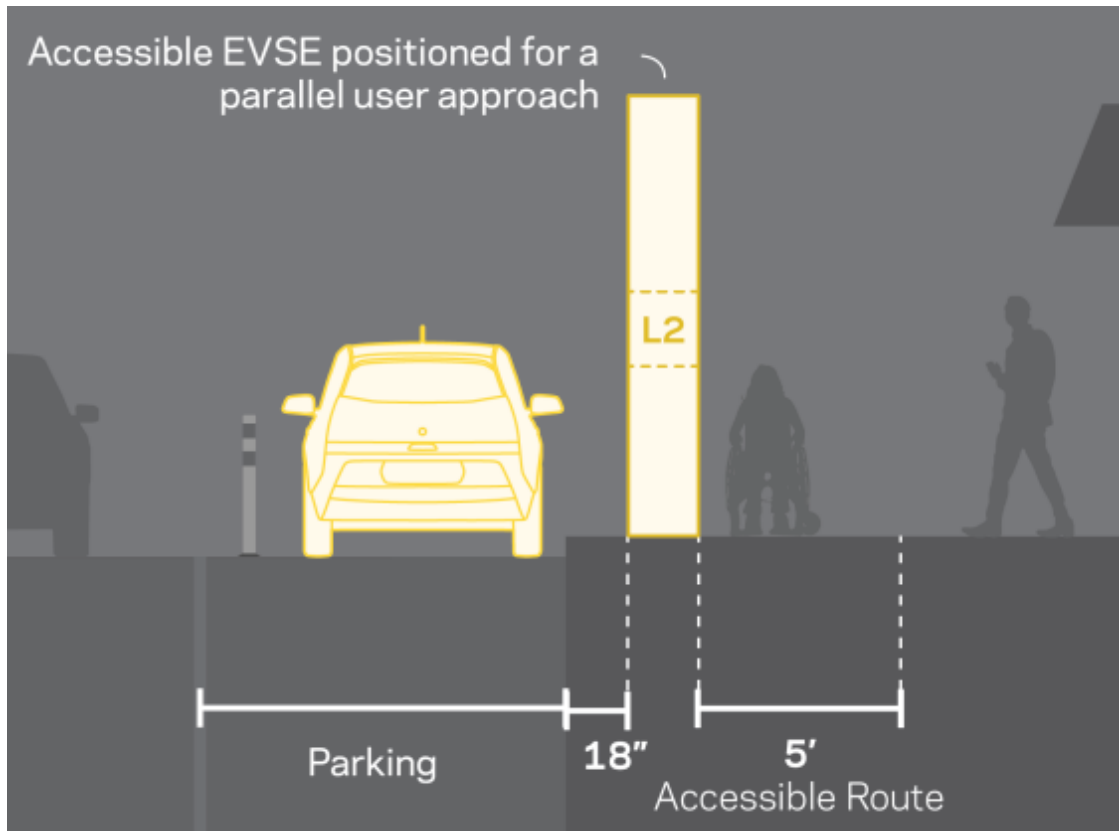 Accessible EVSE positioned for a
parallel user approach
L2
Parking
18”
5’
Accessible Route